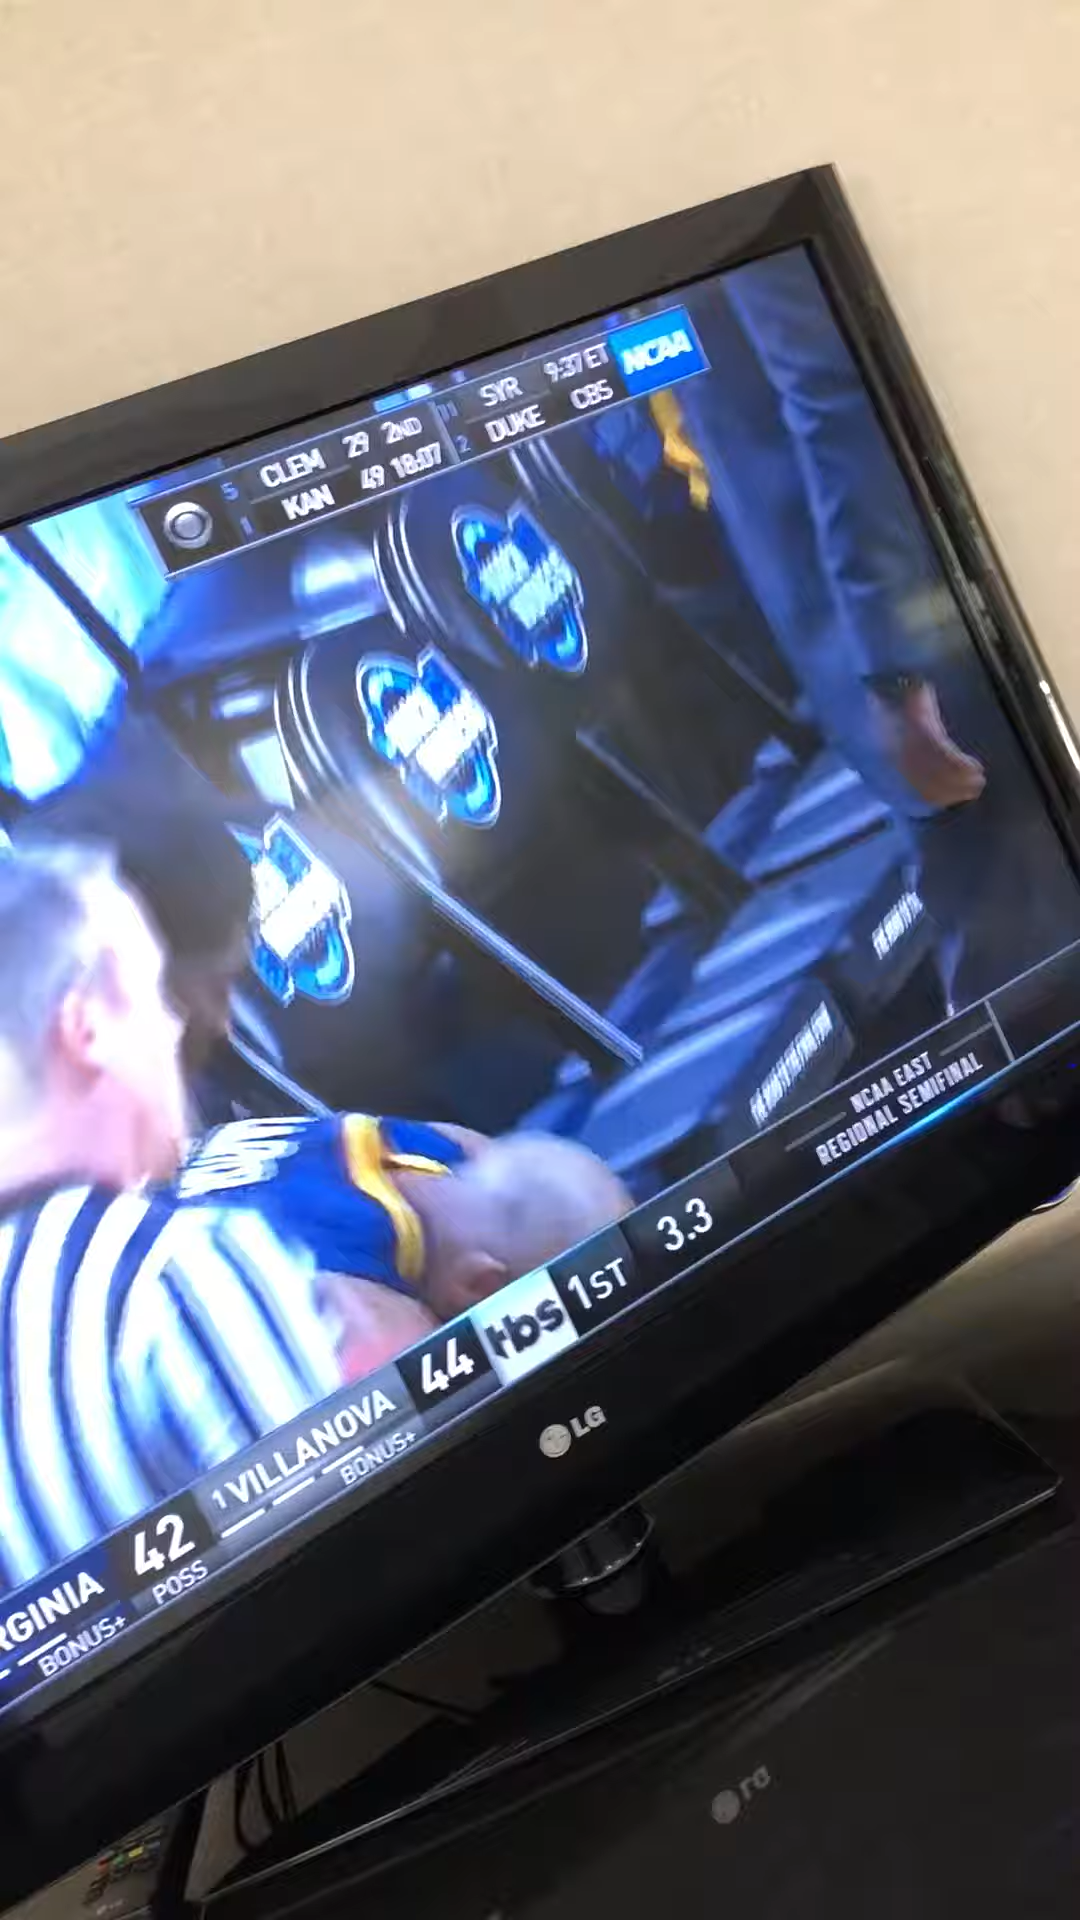 5 CLEM 29 2ND
1 KAN 49 18:07
11 SYR 9:37 ET
2 DUKE CBS
NCAA
NCAA EAST
REGIONAL SEMIFINAL
RGINIA 42
BONUS+ POSS
1 VILLANOVA 44
BONUS+
tbs 1ST 3.3
LG